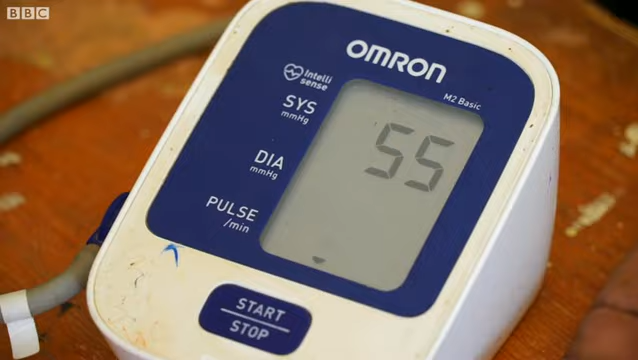 BBC
OMRON
M2 Basic
Intelli
sense
SYS
mmHg
55
DIA
mmHg
PULSE
/min
START
STOP